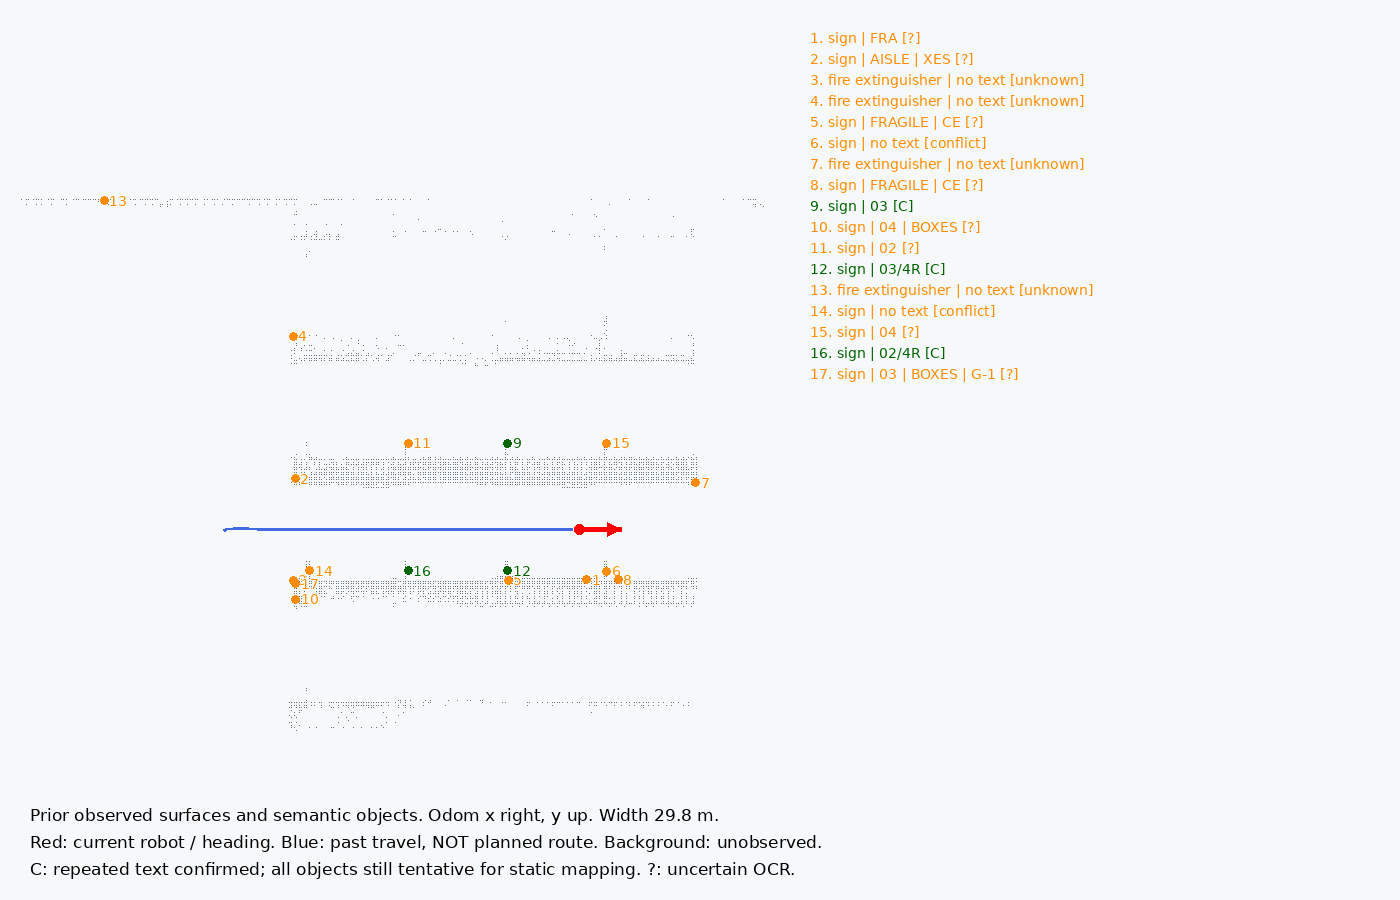 1. sign | FRA [?]
2. sign | AISLE | XES [?]
3. fire extinguisher | no text [unknown]
4. fire extinguisher | no text [unknown]
5. sign | FRAGILE | CE [?]
6. sign | no text [conflict]
7. fire extinguisher | no text [unknown]
8. sign | FRAGILE | CE [?]
9. sign | 03 [C]
10. sign | 04 | BOXES [?]
11. sign | 02 [?]
12. sign | 03/4R [C]
13. fire extinguisher | no text [unknown]
14. sign | no text [conflict]
15. sign | 04 [?]
16. sign | 02/4R [C]
17. sign | 03 | BOXES | G-1 [?]
13
4
11 9 15
2 7
14 16 12 6
3 17 5 1 8
10
Prior observed surfaces and semantic objects. Odom x right, y up. Width 29.8 m.
Red: current robot / heading. Blue: past travel, NOT planned route. Background: unobserved.
C: repeated text confirmed; all objects still tentative for static mapping. ?: uncertain OCR.